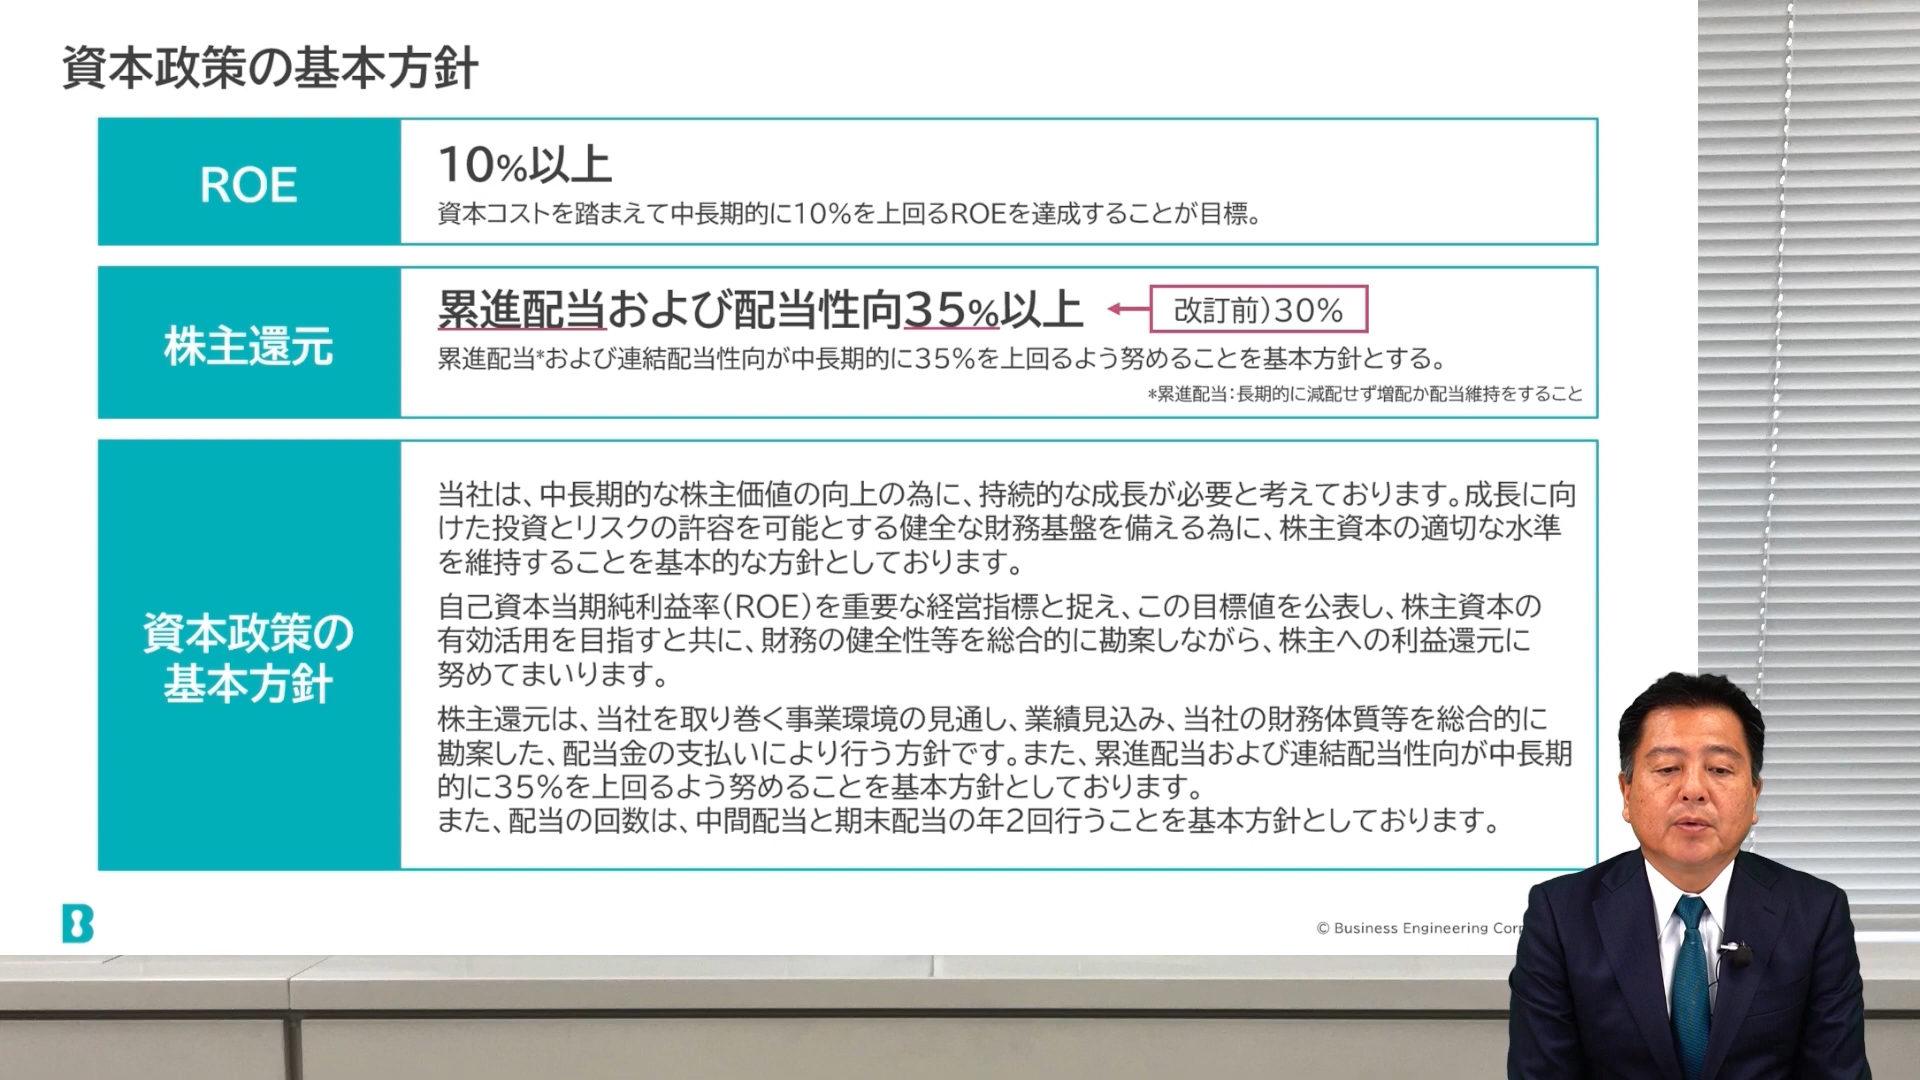 資本政策の基本方針
ROE
10%以上
資本コストを踏まえて中長期的に10%を上回るROEを達成することが目標。
株主還元
累進配当および配当性向35%以上
改訂前)30%
累進配当*および連結配当性向が中長期的に35%を上回るよう努めることを基本方針とする。
*累進配当:長期的に減配せず増配か配当維持をすること
資本政策の
基本方針
当社は、中長期的な株主価値の向上の為に、持続的な成長が必要と考えております。成長に向
けた投資とリスクの許容を可能とする健全な財務基盤を備える為に、株主資本の適切な水準
を維持することを基本的な方針としております。
自己資本当期純利益率(ROE)を重要な経営指標と捉え、この目標値を公表し、株主資本の
有効活用を目指すと共に、財務の健全性等を総合的に勘案しながら、株主への利益還元に
努めてまいります。
株主還元は、当社を取り巻く事業環境の見通し、業績見込み、当社の財務体質等を総合的に
勘案した、配当金の支払いにより行う方針です。また、累進配当および連結配当性向が中長期
的に35%を上回るよう努めることを基本方針としております。
また、配当の回数は、中間配当と期末配当の年2回行うことを基本方針としております。
B
© Business Engineering